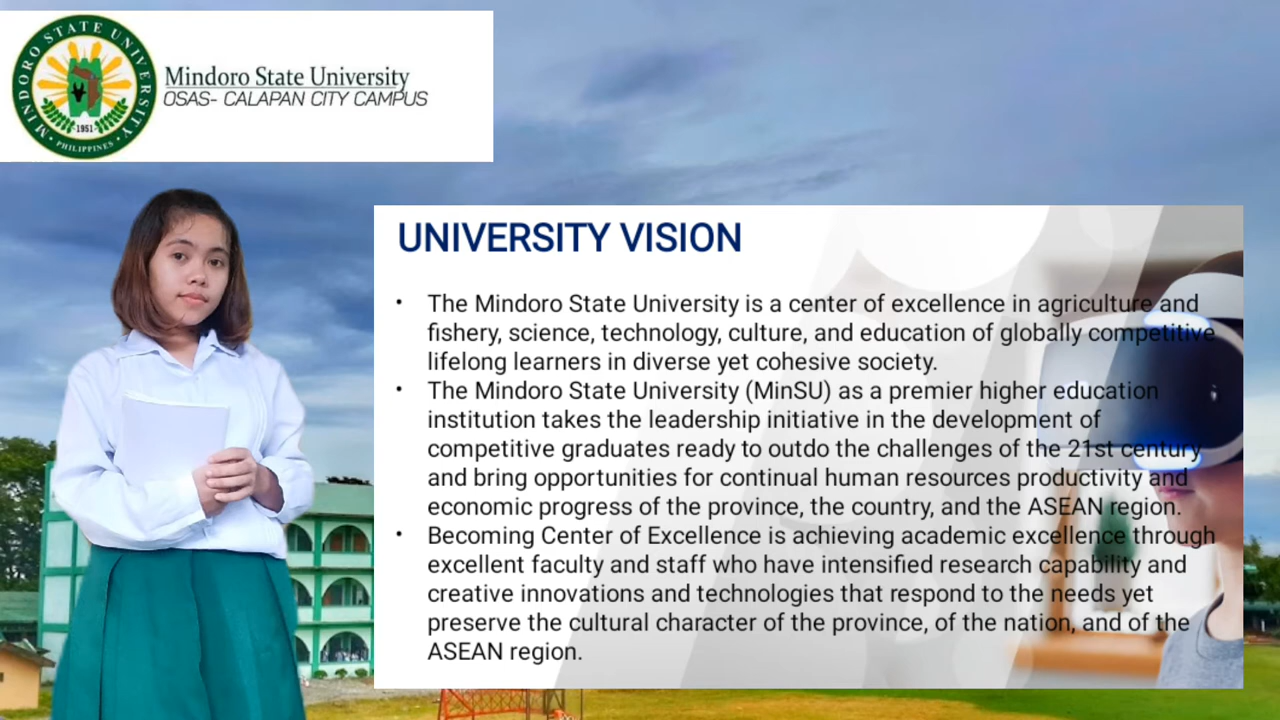 MINDORO STATE UNIVERSITY
1951
• PHILIPPINES •
Mindoro State University
OSAS- CALAPAN CITY CAMPUS
UNIVERSITY VISION
• The Mindoro State University is a center of excellence in agriculture and
fishery, science, technology, culture, and education of globally competitive
lifelong learners in diverse yet cohesive society.
• The Mindoro State University (MinSU) as a premier higher education
institution takes the leadership initiative in the development of
competitive graduates ready to outdo the challenges of the 21st century
and bring opportunities for continual human resources productivity and
economic progress of the province, the country, and the ASEAN region.
• Becoming Center of Excellence is achieving academic excellence through
excellent faculty and staff who have intensified research capability and
creative innovations and technologies that respond to the needs yet
preserve the cultural character of the province, of the nation, and of the
ASEAN region.